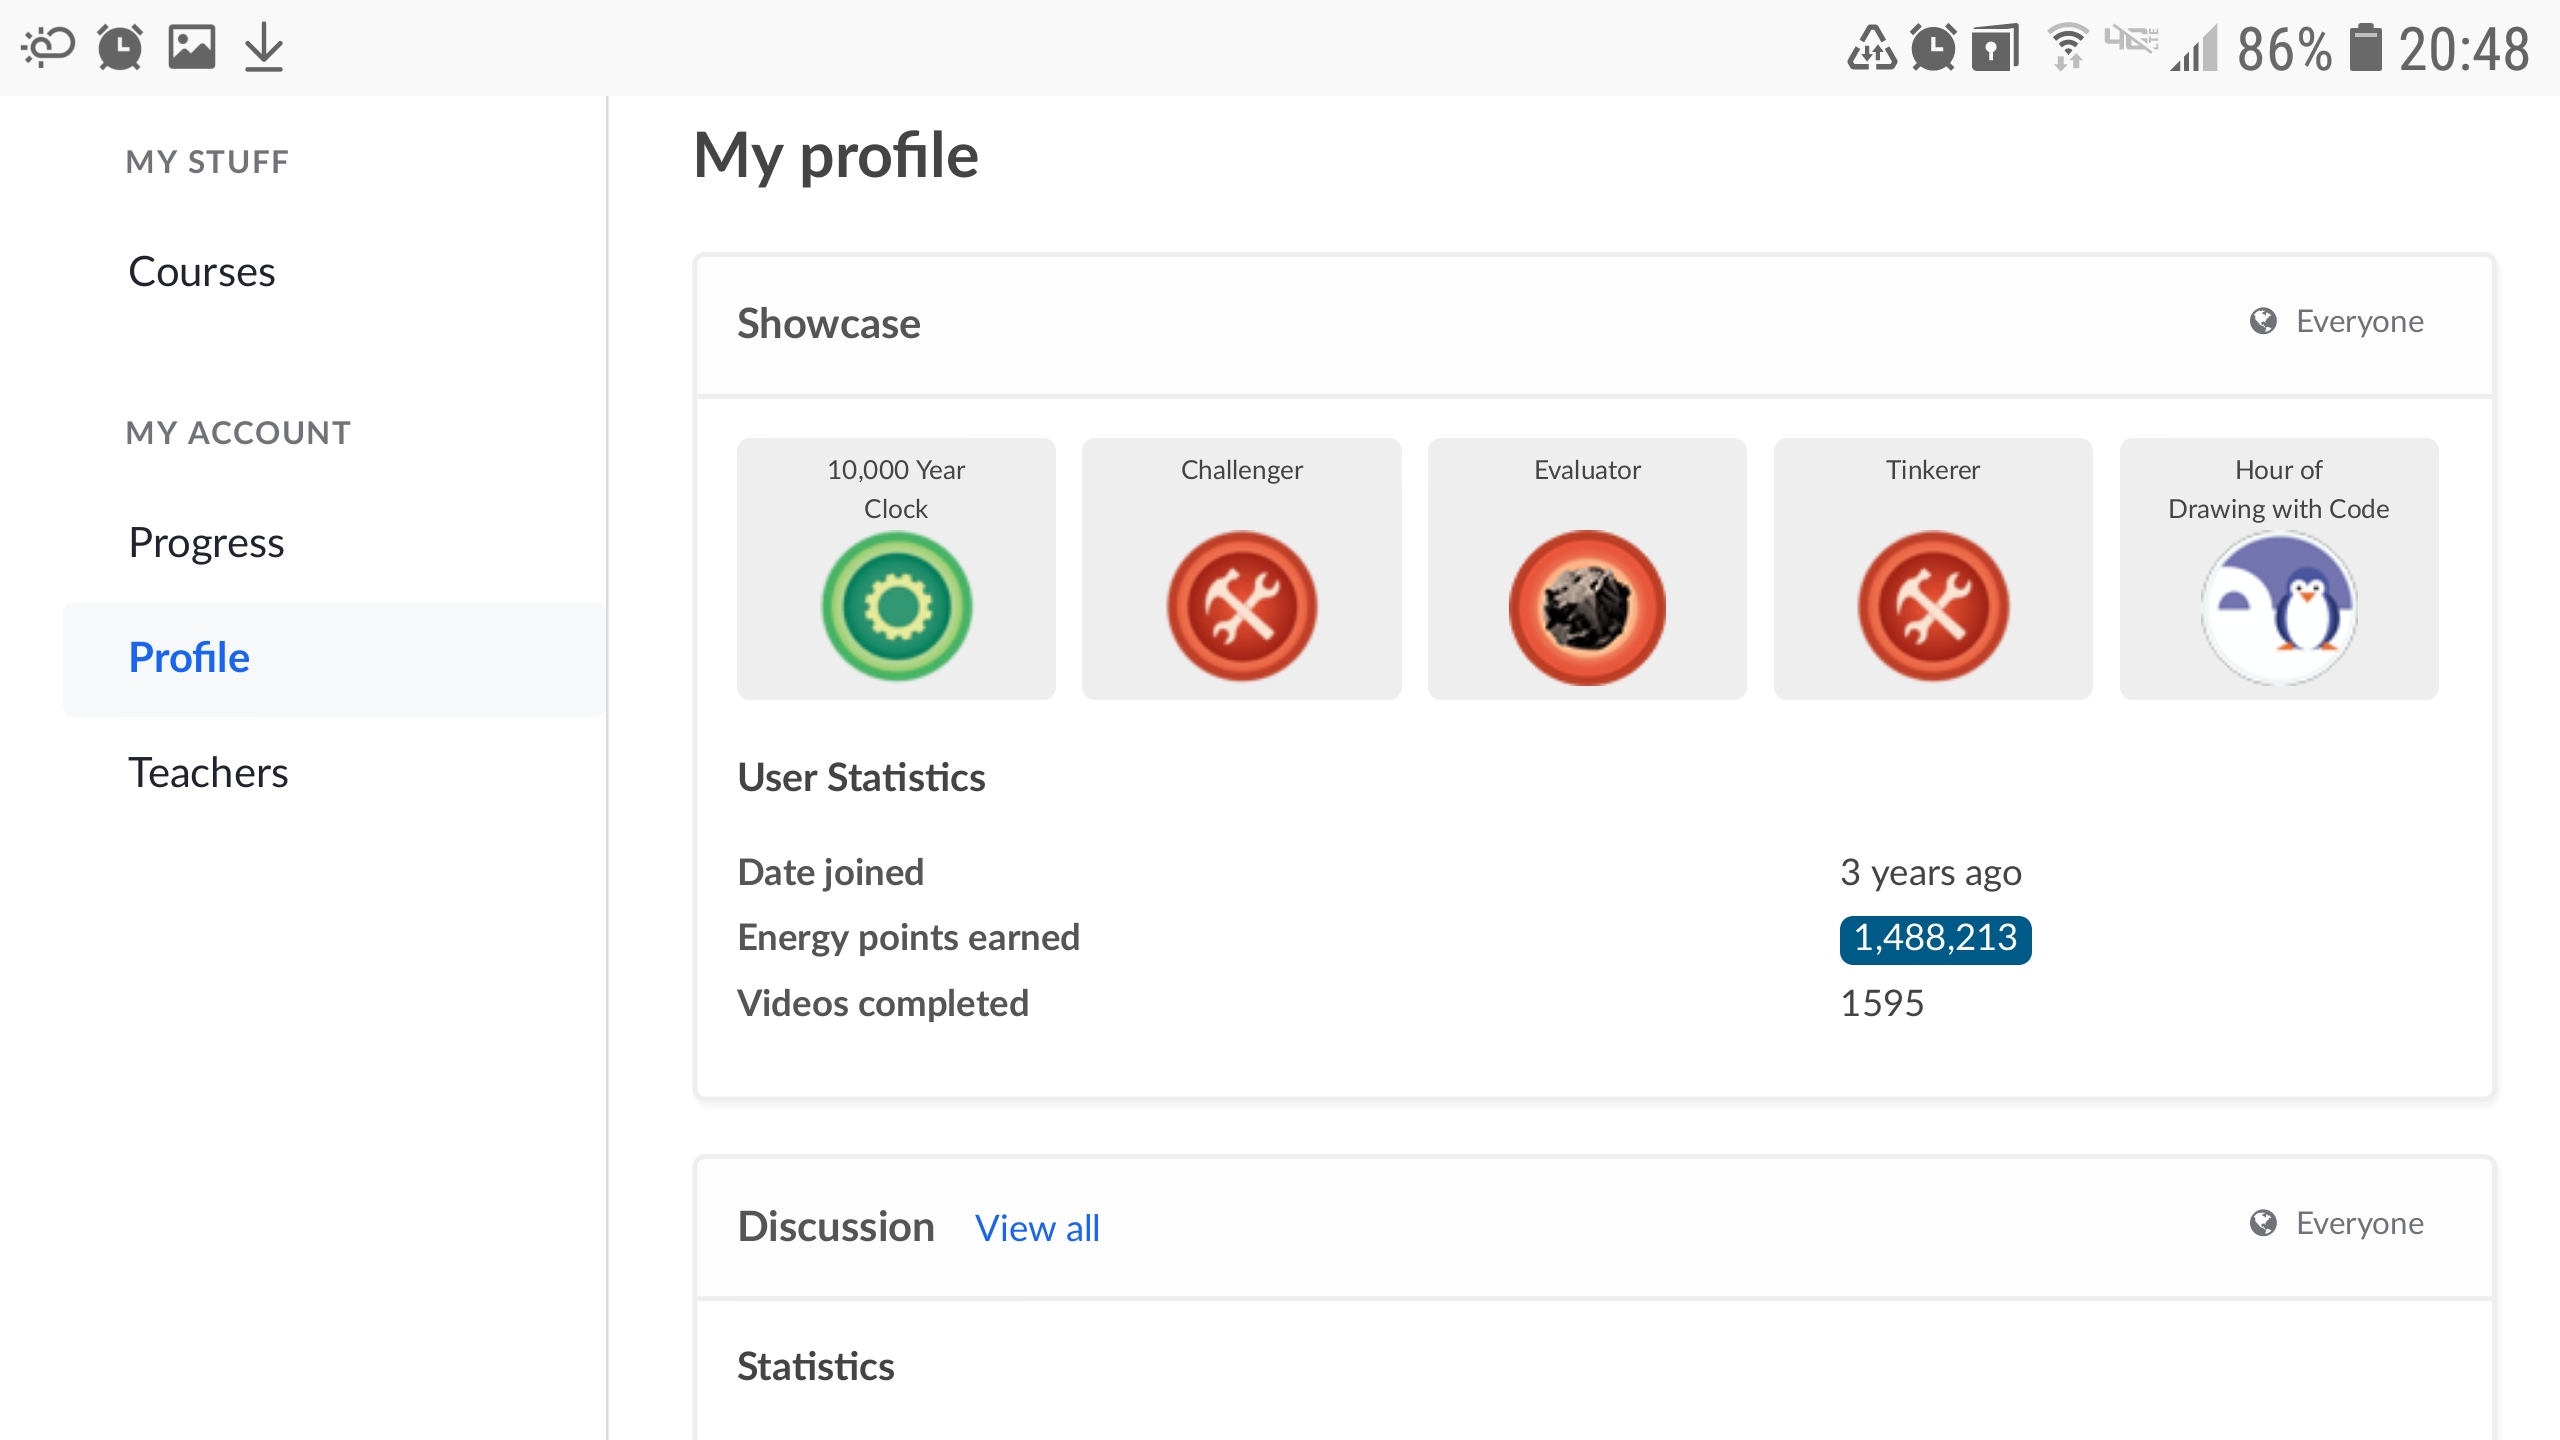 86% 20:48
MY STUFF
Courses
MY ACCOUNT
Progress
Profile
Teachers
My profile
Showcase
Everyone
10,000 Year
Clock
Challenger
Evaluator
Tinkerer
Hour of
Drawing with Code
User Statistics
Date joined 3 years ago
Energy points earned 1,488,213
Videos completed 1595
Discussion View all
Everyone
Statistics